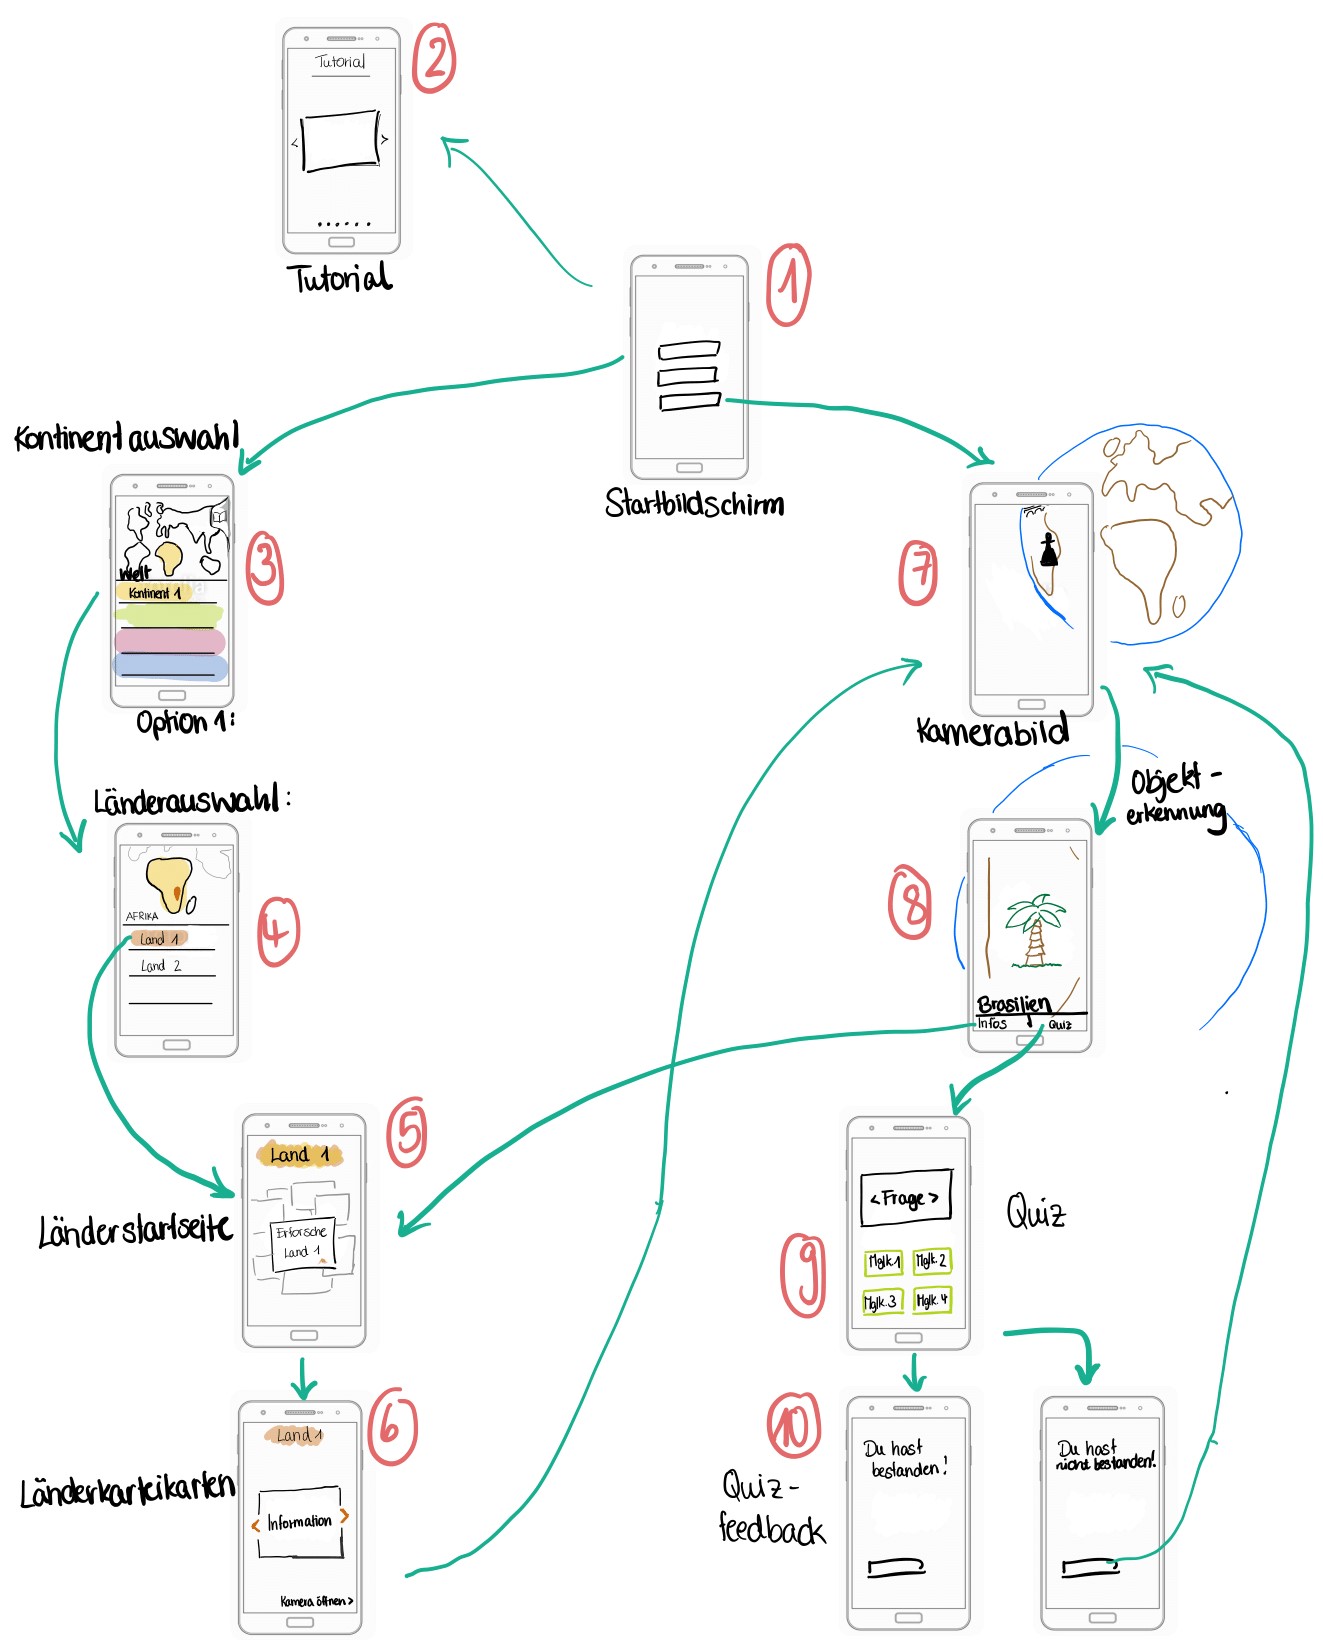 Tutorial
2
Tutorial
1
Startbildschirm
Kontinentauswahl
Welt
Kontinent 1
3
Option 1:
7
Kamerabild
Objekt-
erkennung
Länderauswahl:
AFRIKA
Land 1
Land 2
4
8
Brasilien
Infos
Quiz
5
Land 1
Erforsche
Land 1
Länderstartseite
<Frage>
Mglk.1
Mglk.2
Mglk.3
Mglk.4
Quiz
9
6
Land 1
< Information >
Kamera öffnen >
Länderkarteikarten
10
Quiz-
feedback
Du hast
bestanden!
Du hast
nicht bestanden!